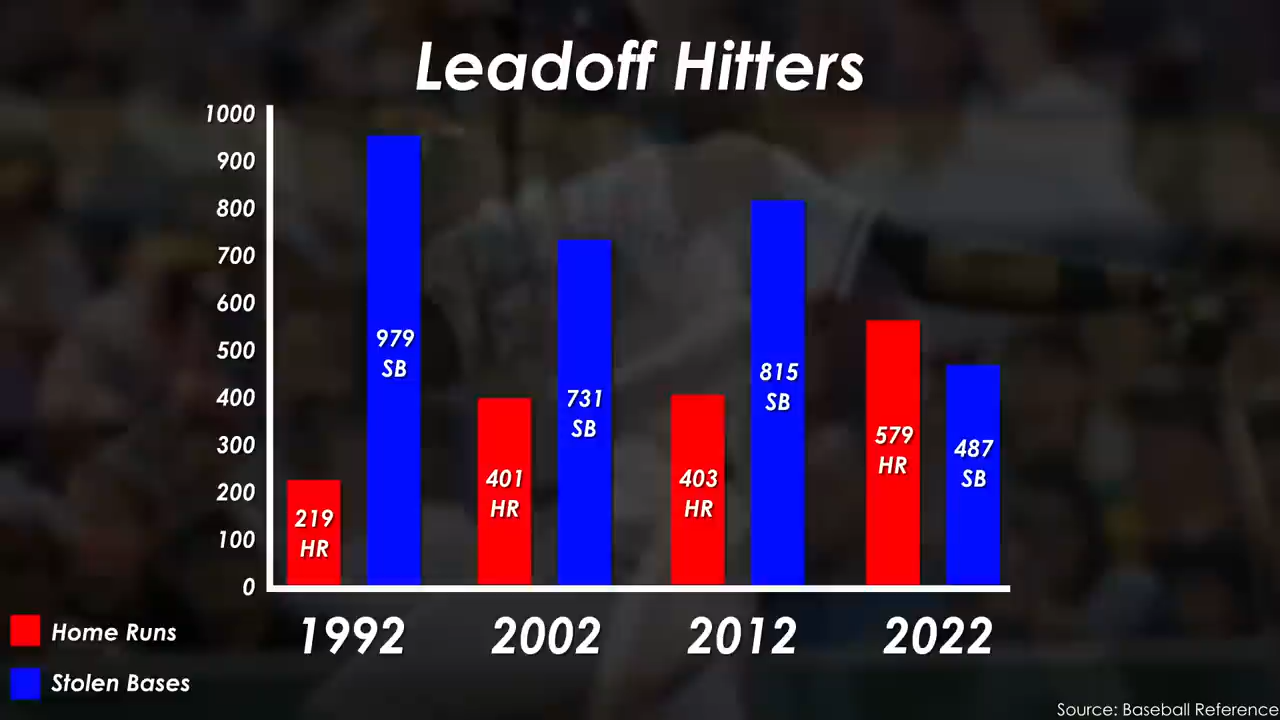 Leadoff Hitters
1000
900
800
700
600
500
400
300
200
100
0
219
HR
979
SB
401
HR
731
SB
403
HR
815
SB
579
HR
487
SB
1992
2002
2012
2022
Home Runs
Stolen Bases
Source: Baseball Reference